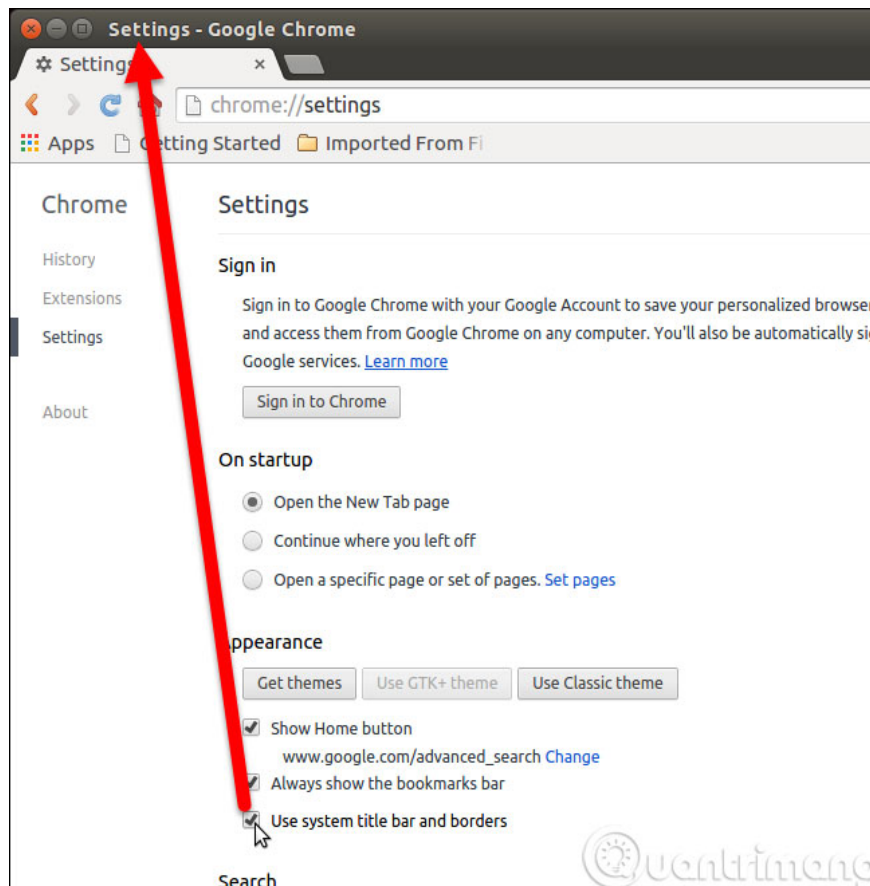 Settings - Google Chrome
Settings
chrome://settings
Apps Getting Started Imported From Fi
Chrome
Settings
History
Extensions
Settings
About
Sign in
Sign in to Google Chrome with your Google Account to save your personalized browser
and access them from Google Chrome on any computer. You'll also be automatically si
Google services. Learn more
Sign in to Chrome
On startup
Open the New Tab page
Continue where you left off
Open a specific page or set of pages. Set pages
Appearance
Get themes Use GTK+ theme Use Classic theme
Show Home button
www.google.com/advanced_search Change
Always show the bookmarks bar
Use system title bar and borders
Search
Quantrimang